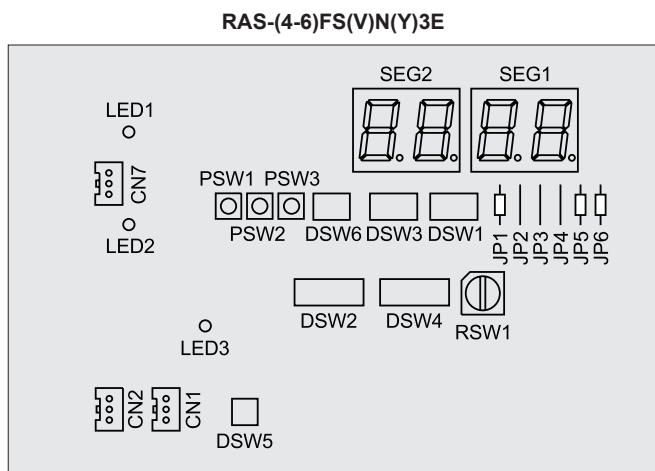 RAS-(4-6)FS(V)N(Y)3E
SEG2 SEG1
LED1
CN7
PSW1 PSW3
LED2
PSW2 DSW6 DSW3 DSW1
JP1
JP2
JP3
JP4
JP5
JP6
DSW2 DSW4
RSW1
LED3
CN2
CN1
DSW5